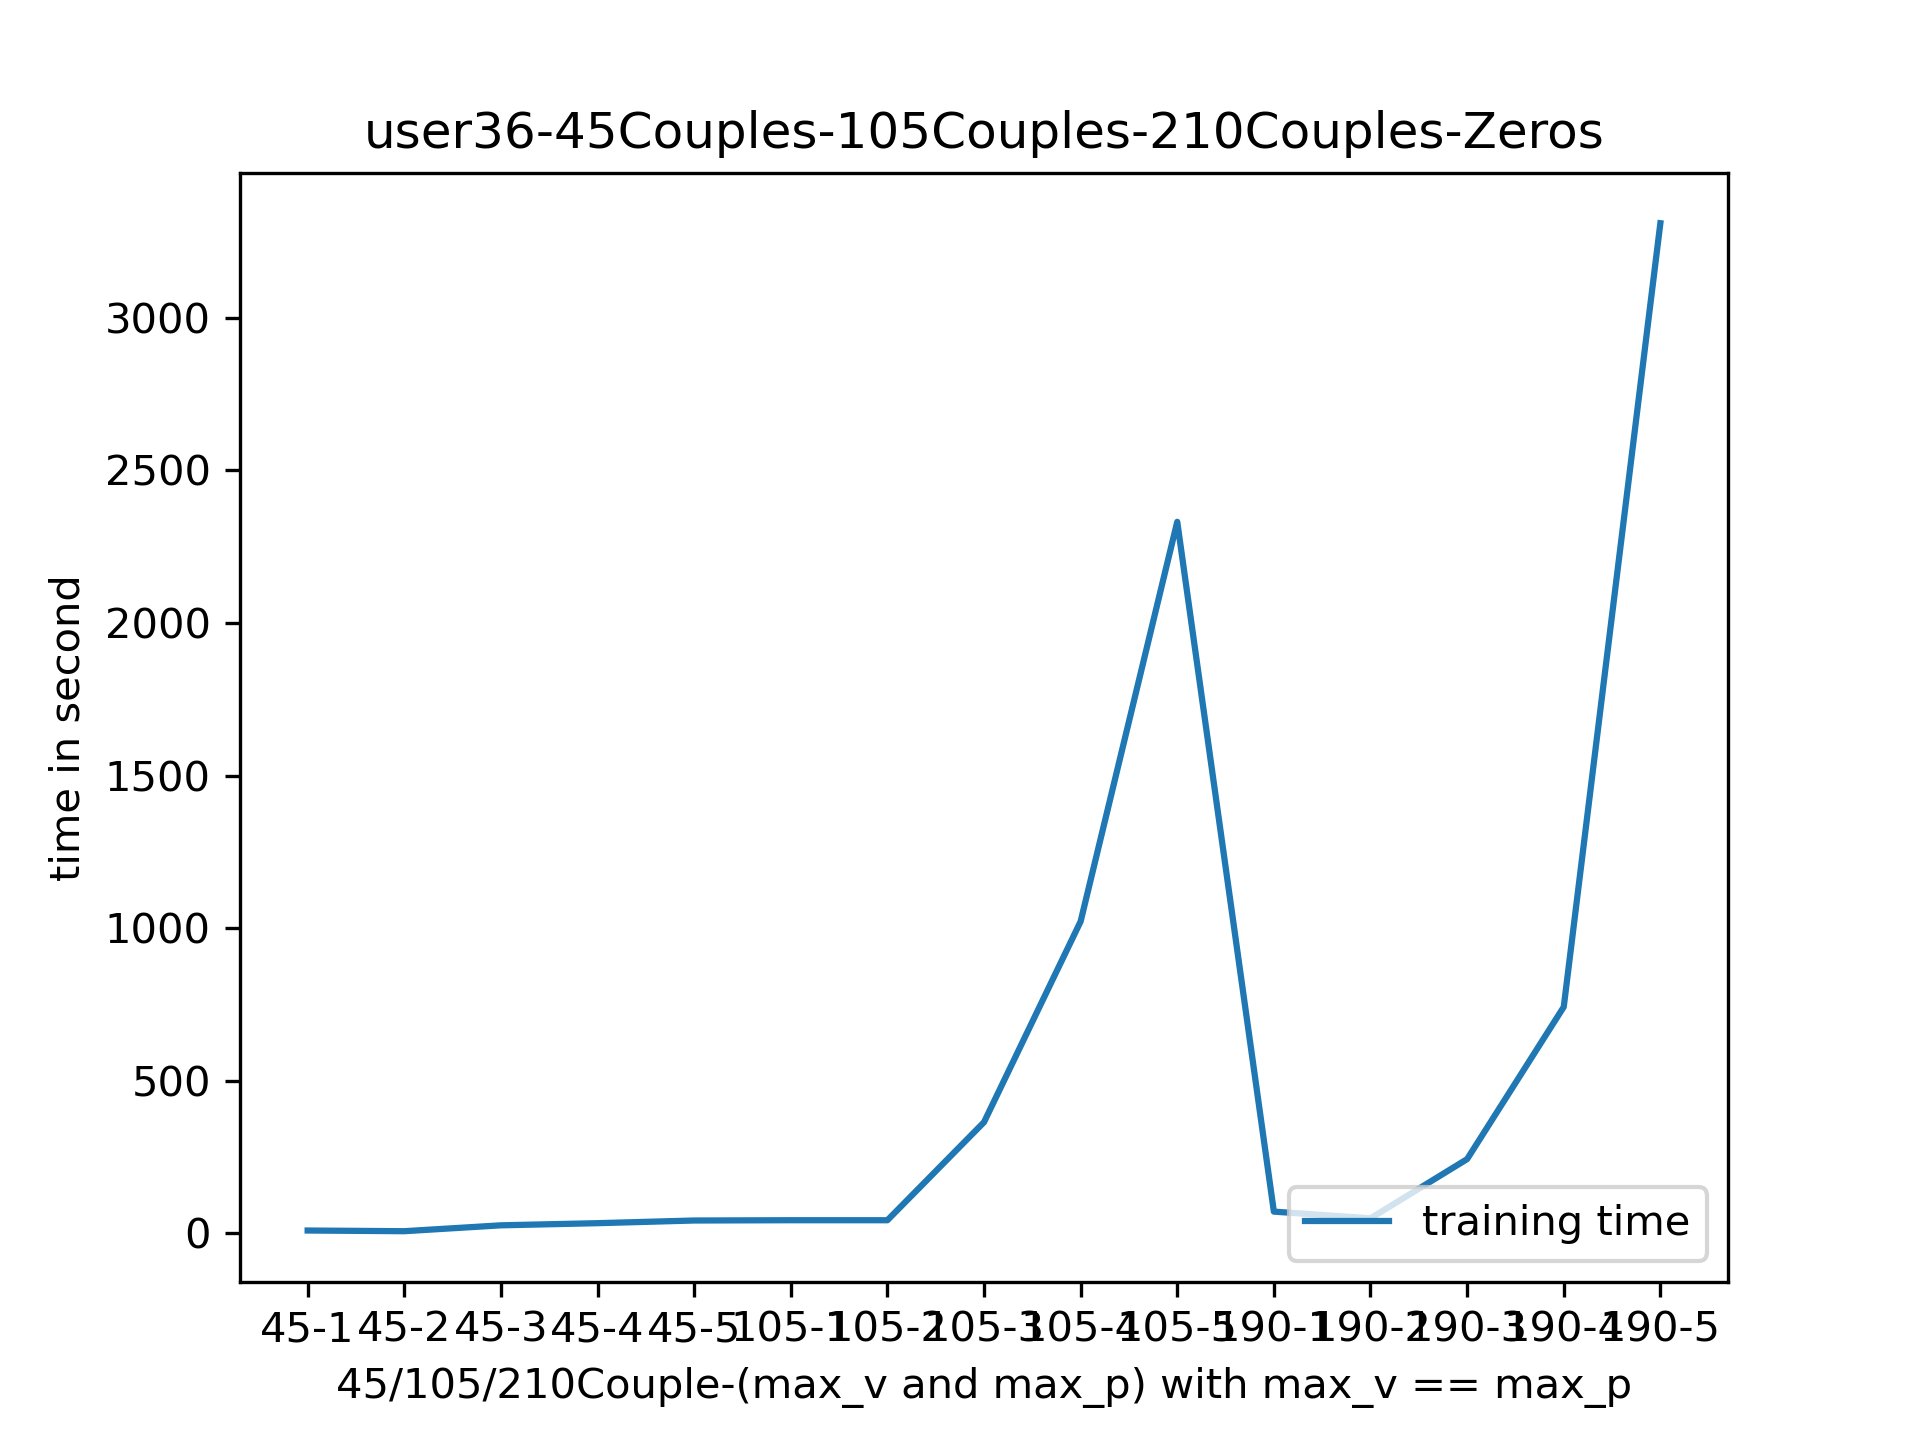 user36-45Couples-105Couples-210Couples-Zeros
time in second
3000
2500
2000
1500
1000
500
0
training time
45-1 45-2 45-3 45-4 45-5 105-1 105-2 105-3 105-4 105-5 190-1 190-2 190-3 190-4 190-5
45/105/210Couple-(max_v and max_p) with max_v == max_p